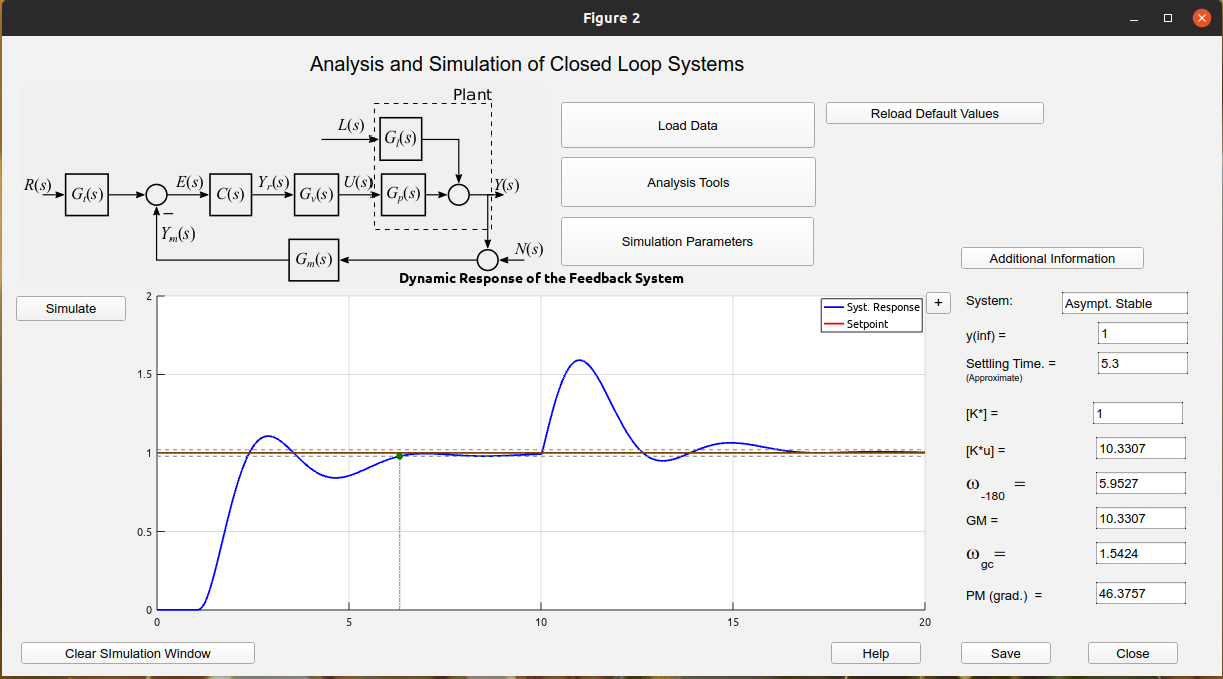 Figure 2
Analysis and Simulation of Closed Loop Systems
Plant
L(s)
G_l(s)
R(s)
G_t(s)
E(s)
C(s)
Y_r(s)
G_v(s)
U(s)
G_p(s)
Y(s)
−
Y_m(s)
G_m(s)
N(s)
Load Data
Analysis Tools
Simulation Parameters
Reload Default Values
Additional Information
Simulate
Dynamic Response of the Feedback System
2
1.5
1
0.5
0
0
5
10
15
20
Syst. Response
Setpoint
+
System:
Asympt. Stable
y(inf) =
1
Settling Time. =
5.3
(Approximate)
[K*] =
1
[K*u] =
10.3307
ω_-180 =
5.9527
GM =
10.3307
ω_gc =
1.5424
PM (grad.) =
46.3757
Clear SImulation Window
Help
Save
Close